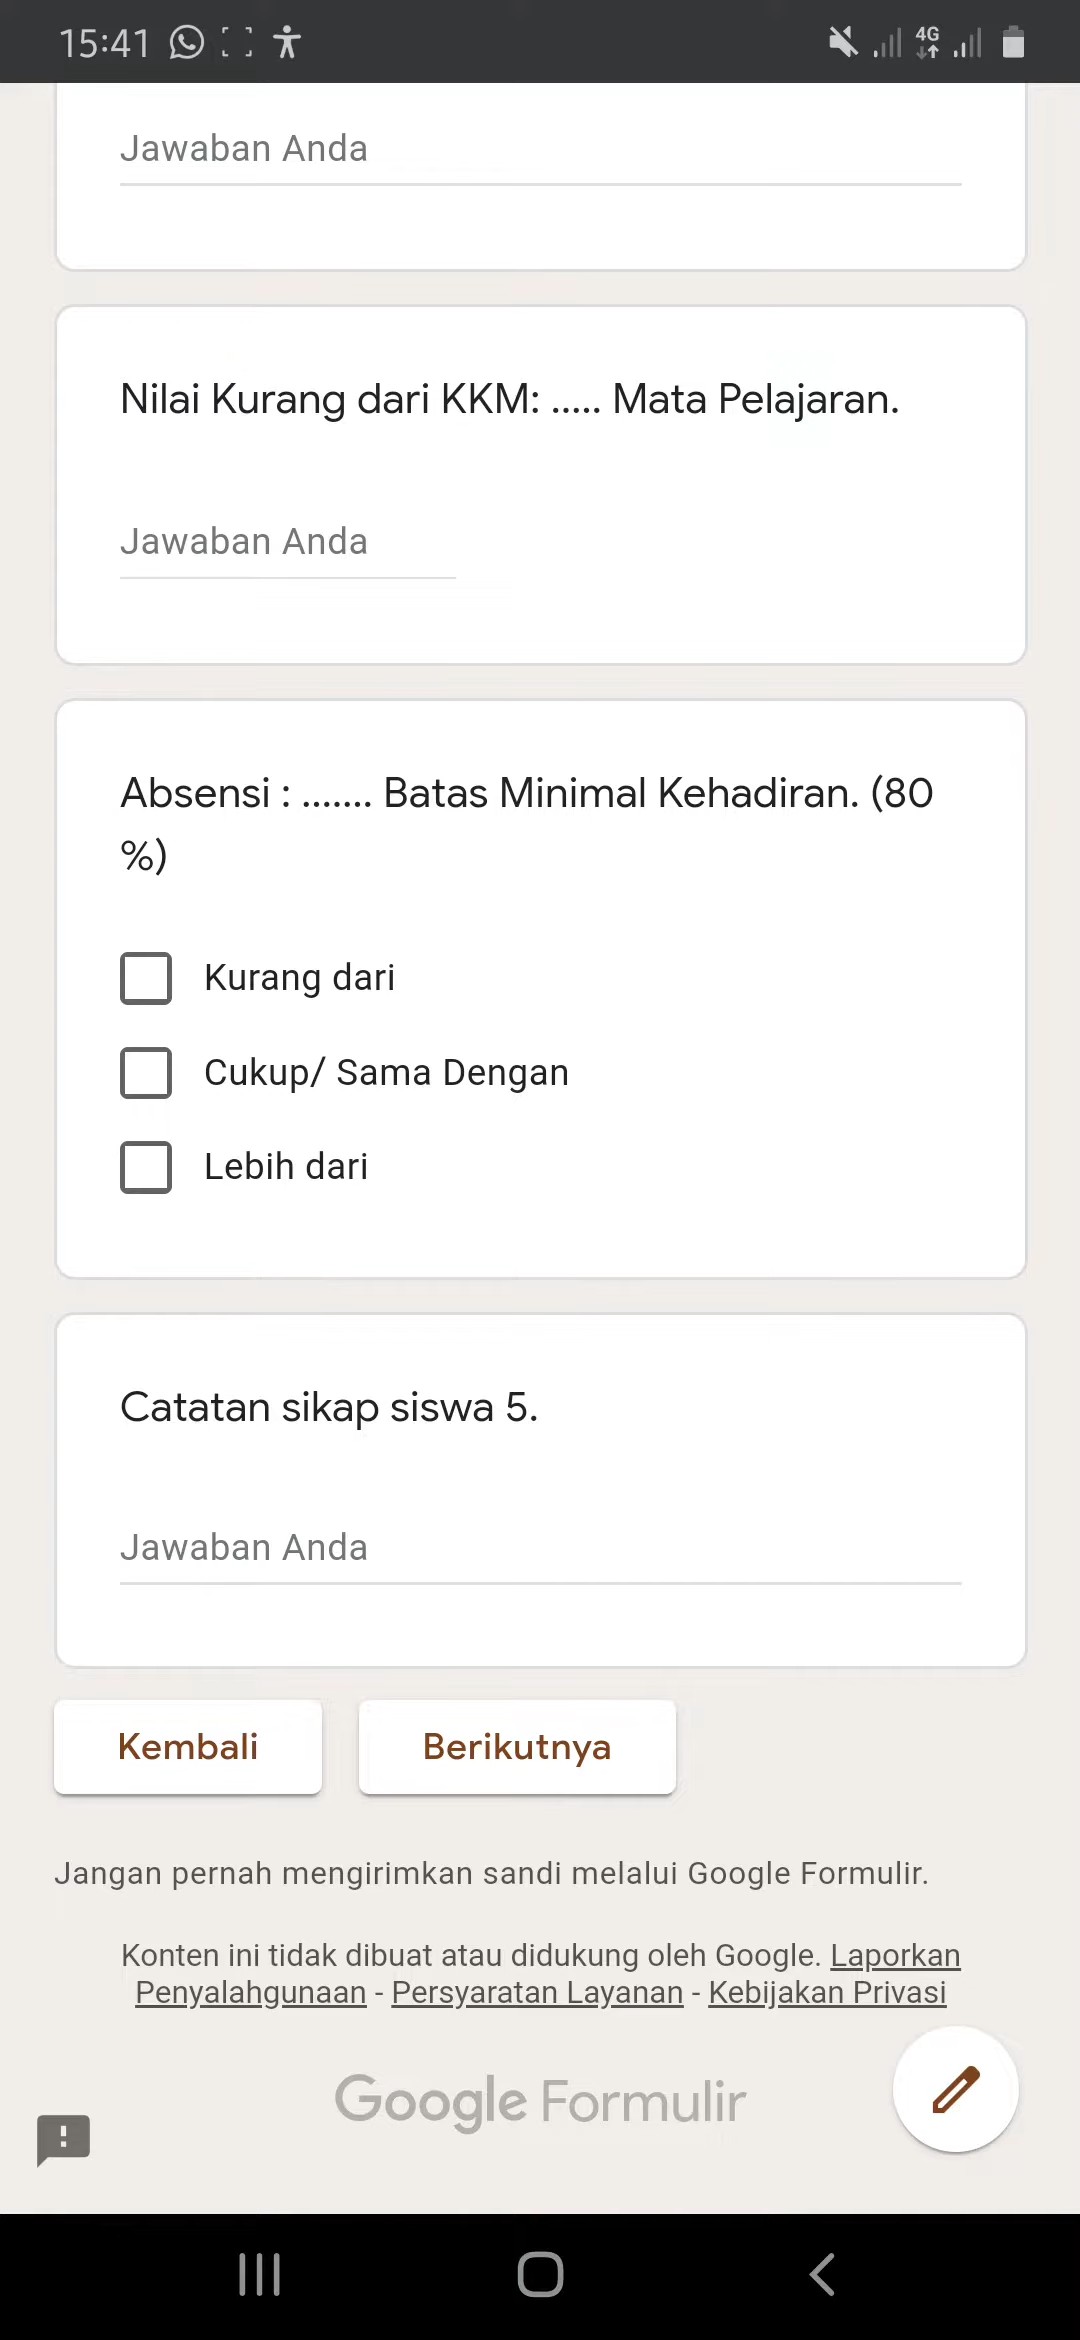 15:41
4G
Jawaban Anda
Nilai Kurang dari KKM: ..... Mata Pelajaran.
Jawaban Anda
Absensi : ....... Batas Minimal Kehadiran. (80
%)
Kurang dari
Cukup/ Sama Dengan
Lebih dari
Catatan sikap siswa 5.
Jawaban Anda
Kembali
Berikutnya
Jangan pernah mengirimkan sandi melalui Google Formulir.
Konten ini tidak dibuat atau didukung oleh Google. Laporkan
Penyalahgunaan - Persyaratan Layanan - Kebijakan Privasi
Google Formulir